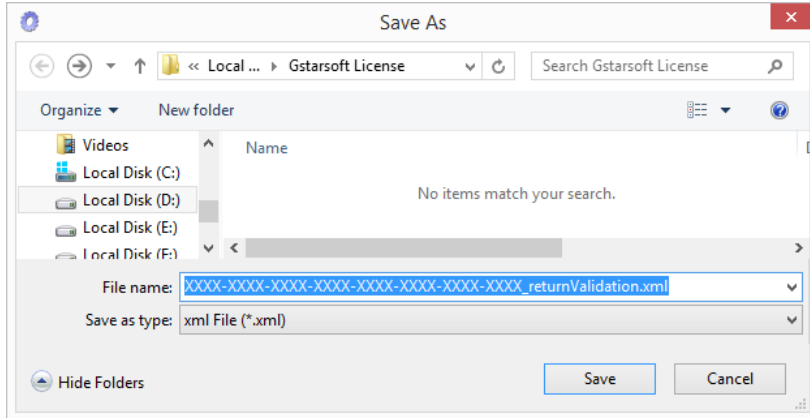 Save As
« Local ... Gstarsoft License
Search Gstarsoft License
Organize
New folder
Videos
Name
Local Disk (C:)
Local Disk (D:)
No items match your search.
Local Disk (E:)
Local Disk (F:)
File name: XXXX-XXXX-XXXX-XXXX-XXXX-XXXX-XXXX-XXXX_returnValidation.xml
Save as type: xml File (*.xml)
Hide Folders
Save
Cancel